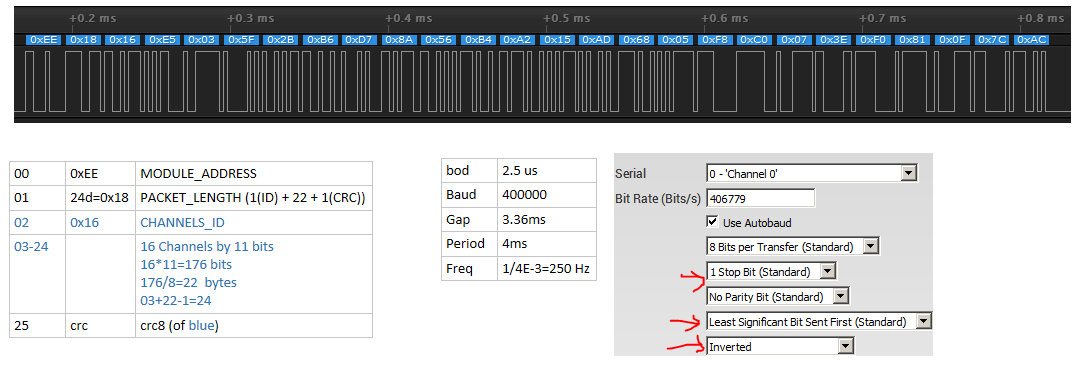 +0.2 ms +0.3 ms +0.4 ms +0.5 ms +0.6 ms +0.7 ms +0.8 ms
0xEE 0x18 0x16 0xE5 0x03 0x5F 0x2B 0xB6 0xD7 0x8A 0x56 0xB4 0xA2 0x15 0xAD 0x68 0x05 0xF8 0xC0 0x07 0x3E 0xF0 0x81 0x0F 0x7C 0xAC
00 0xEE MODULE_ADDRESS
01 24d=0x18 PACKET_LENGTH (1(ID) + 22 + 1(CRC))
02 0x16 CHANNELS_ID
03-24 16 Channels by 11 bits
16*11=176 bits
176/8=22 bytes
03+22-1=24
25 crc crc8 (of blue)
bod 2.5 us
Baud 400000
Gap 3.36ms
Period 4ms
Freq 1/4E-3=250 Hz
Serial 0 - 'Channel 0'
Bit Rate (Bits/s) 406779
Use Autobaud
8 Bits per Transfer (Standard)
1 Stop Bit (Standard)
No Parity Bit (Standard)
Least Significant Bit Sent First (Standard)
Inverted